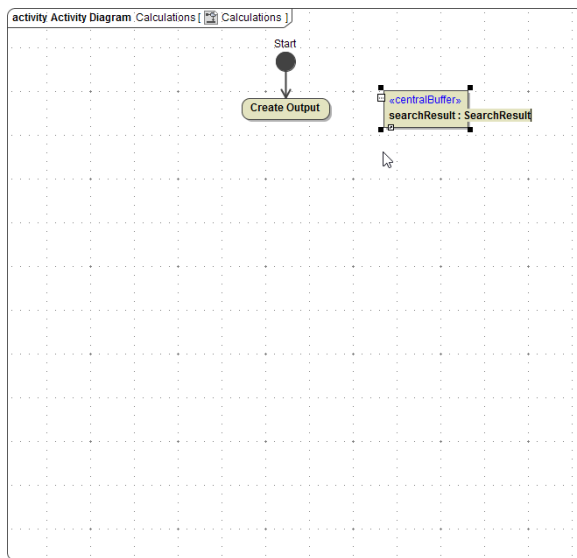 activity Activity Diagram Calculations [ Calculations ]
Start
Create Output
«centralBuffer»
searchResult : SearchResult